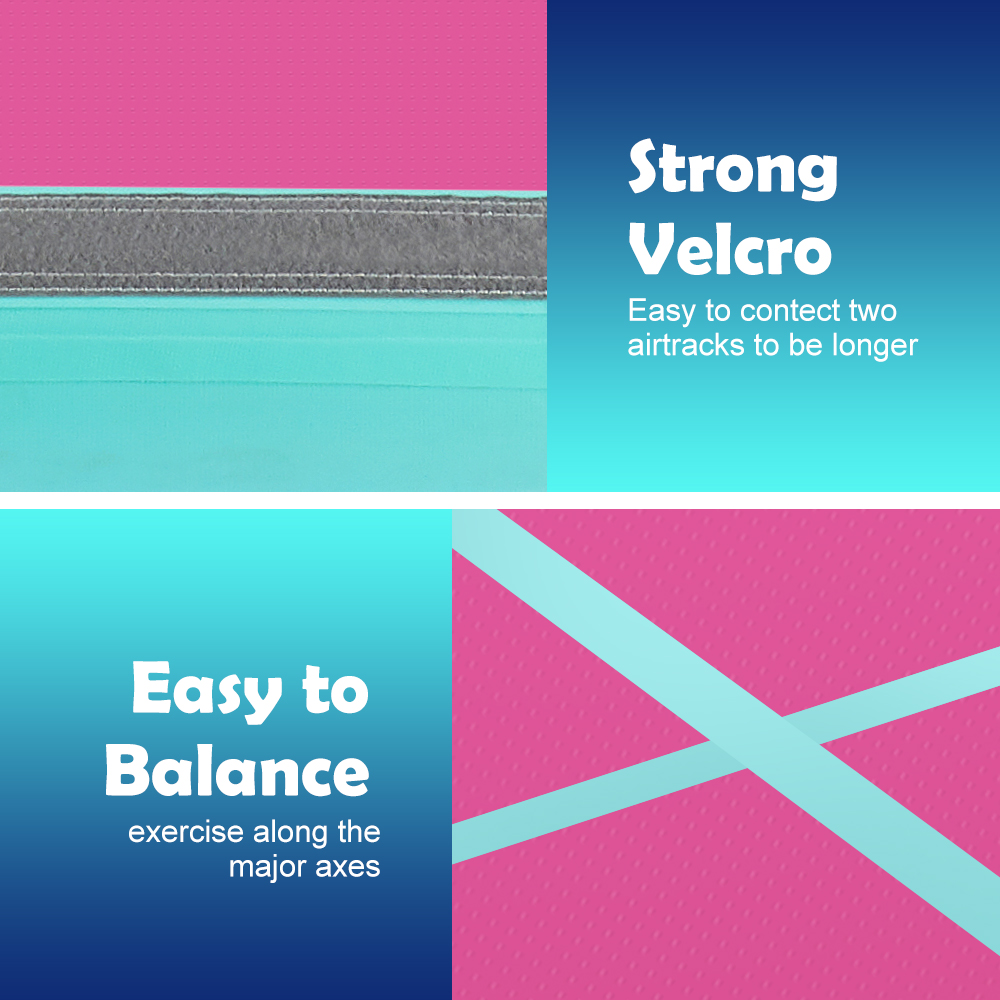 Strong
Velcro
Easy to contect two
airtracks to be longer
Easy to
Balance
exercise along the
major axes